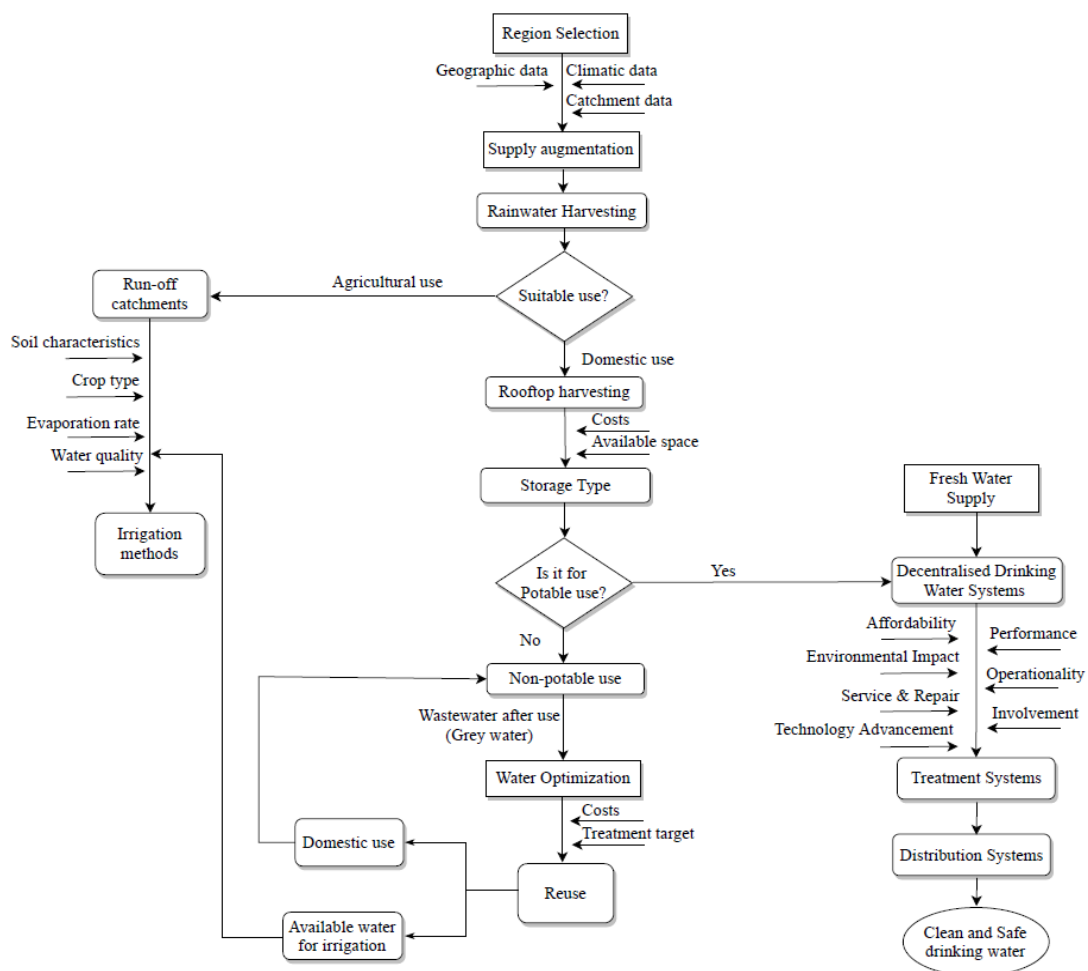 Region Selection
Geographic data
Climatic data
Catchment data
Supply augmentation
Rainwater Harvesting
Suitable use?
Agricultural use
Run-off
catchments
Soil characteristics
Crop type
Evaporation rate
Water quality
Irrigation
methods
Domestic use
Rooftop harvesting
Costs
Available space
Storage Type
Is it for
Potable use?
Yes
No
Fresh Water
Supply
Decentralised Drinking
Water Systems
Affordability
Performance
Environmental Impact
Operationality
Service & Repair
Involvement
Technology Advancement
Treatment Systems
Distribution Systems
Clean and Safe
drinking water
Non-potable use
Wastewater after use
(Grey water)
Water Optimization
Costs
Treatment target
Reuse
Domestic use
Available water
for irrigation